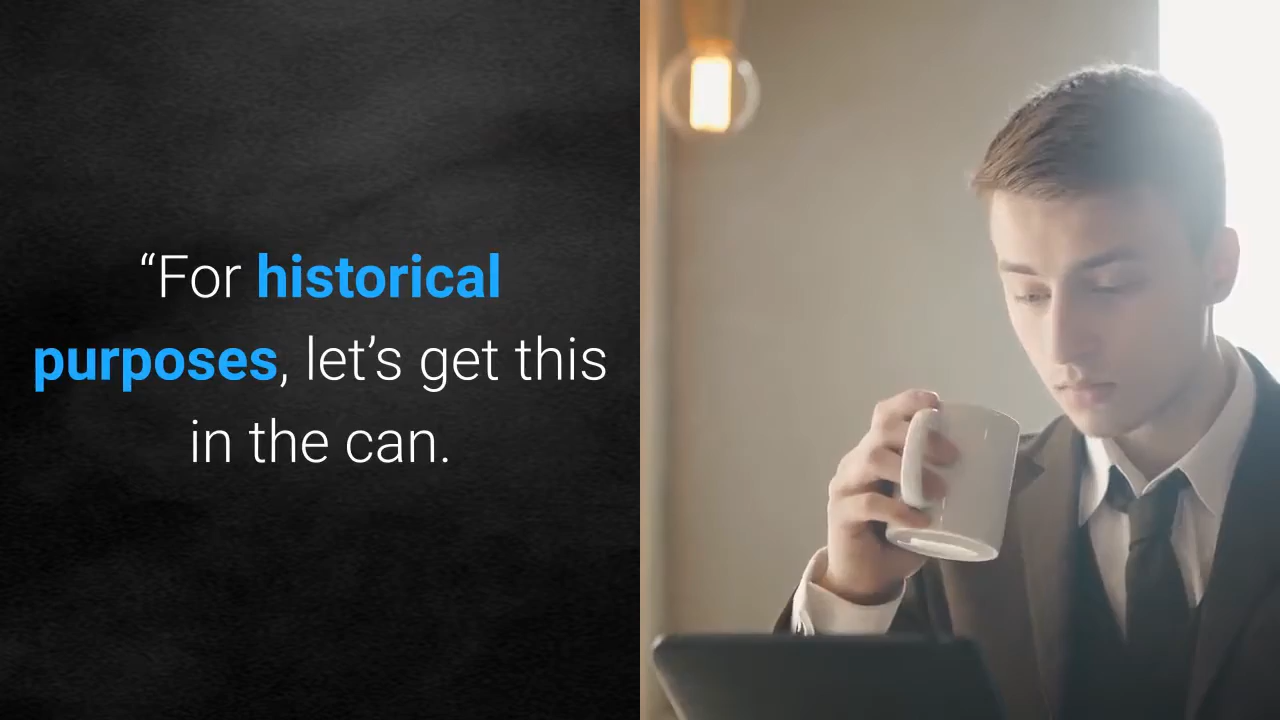 “For historical
purposes, let’s get this
in the can.